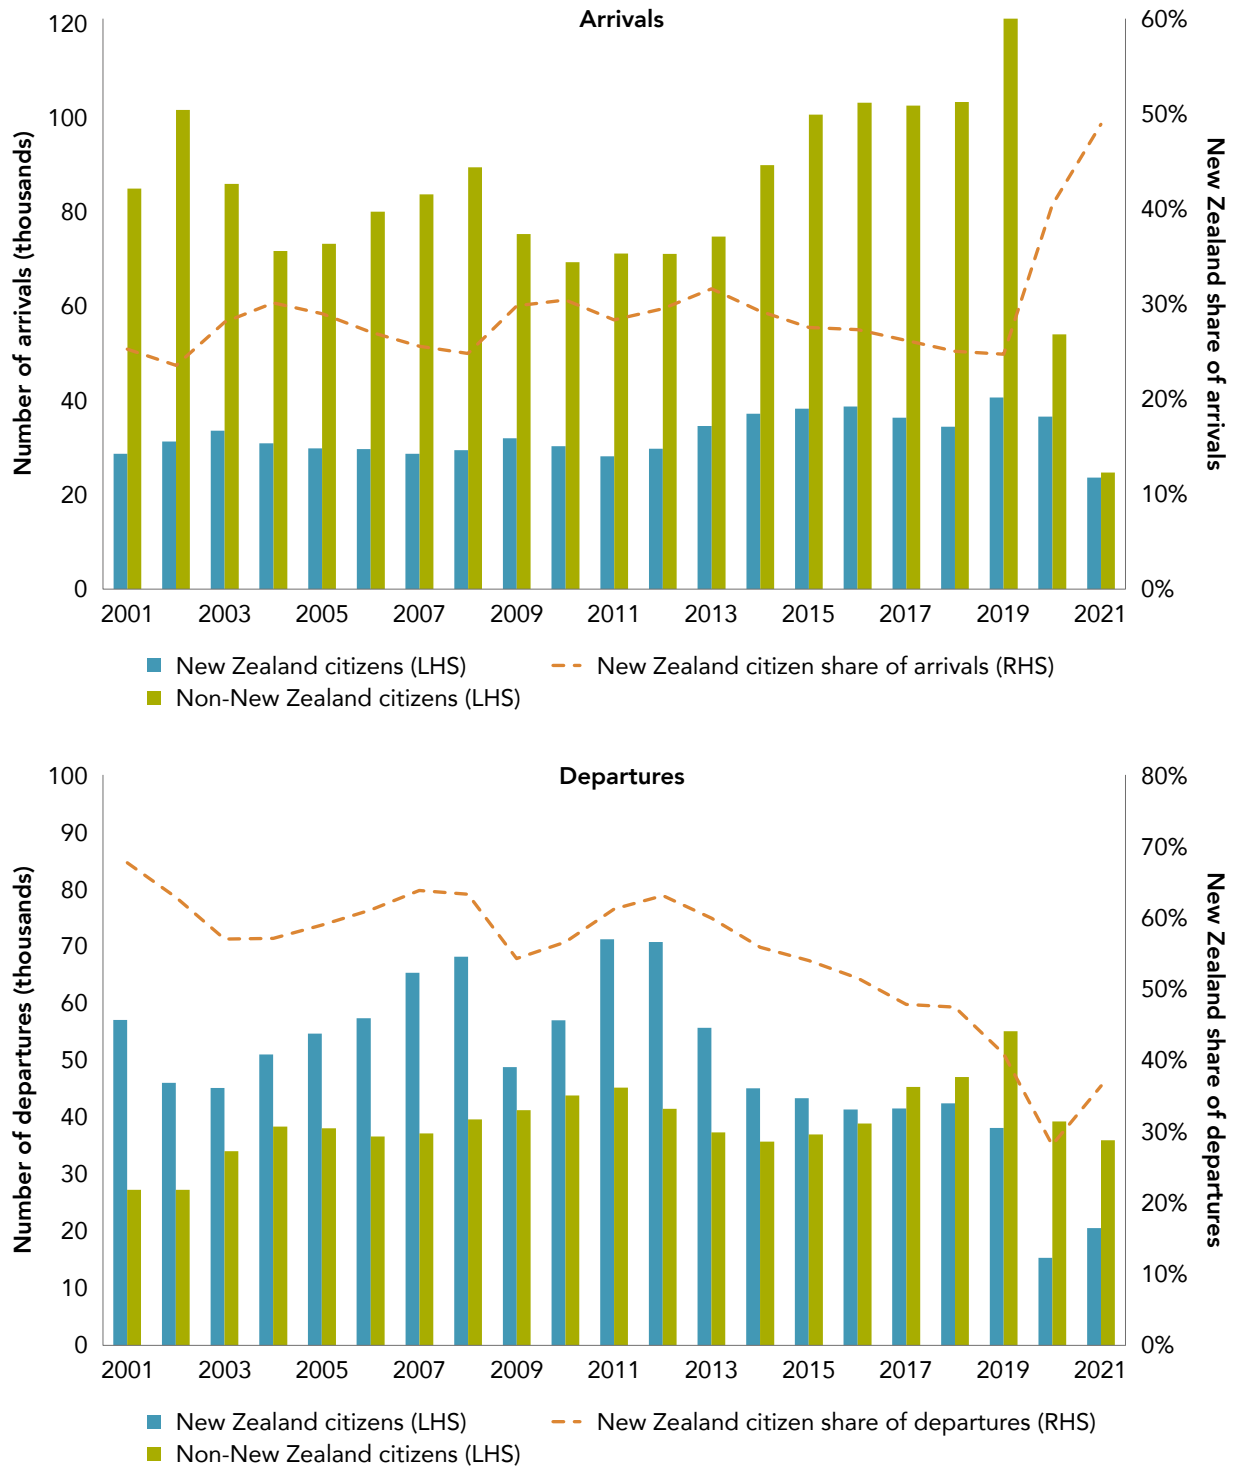 Arrivals
120
100
80
60
40
20
0
Number of arrivals (thousands)
60%
50%
40%
30%
20%
10%
0%
New Zealand share of arrivals
2001 2003 2005 2007 2009 2011 2013 2015 2017 2019 2021
New Zealand citizens (LHS)
New Zealand citizen share of arrivals (RHS)
Non-New Zealand citizens (LHS)
Departures
100
90
80
70
60
50
40
30
20
10
0
Number of departures (thousands)
80%
70%
60%
50%
40%
30%
20%
10%
0%
New Zealand share of departures
2001 2003 2005 2007 2009 2011 2013 2015 2017 2019 2021
New Zealand citizens (LHS)
New Zealand citizen share of departures (RHS)
Non-New Zealand citizens (LHS)